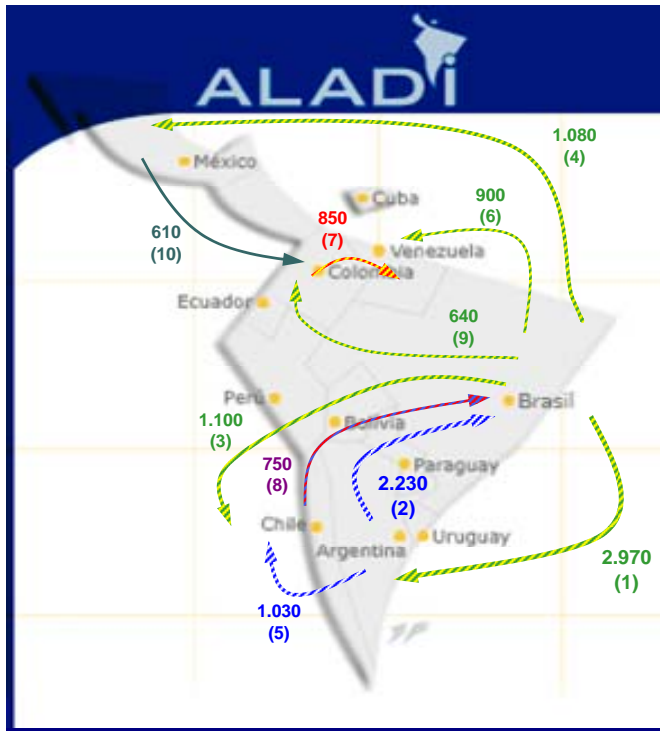 ALADI
1.080
(4)
México
900
(6)
Cuba
850
(7)
610
(10)
Venezuela
Colombia
Ecuador
640
(9)
Perú
Brasil
1.100
(3)
Bolivia
750
(8)
Paraguay
2.230
(2)
Chile
Argentina
Uruguay
2.970
(1)
1.030
(5)